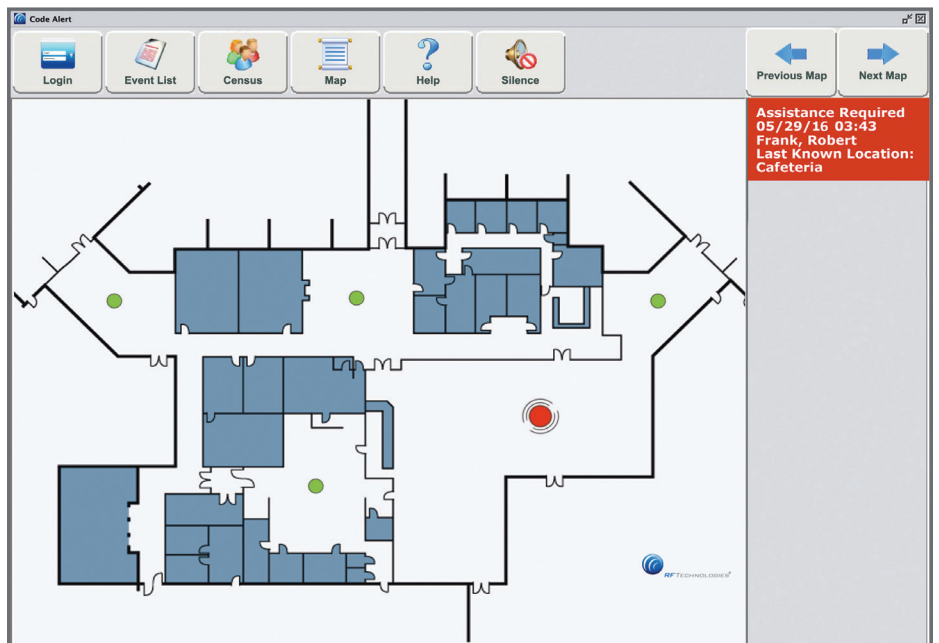 Code Alert
Login
Event List
Census
Map
Help
Silence
Previous Map
Next Map
Assistance Required
05/29/16 03:43
Frank, Robert
Last Known Location:
Cafeteria
RF TECHNOLOGIES®